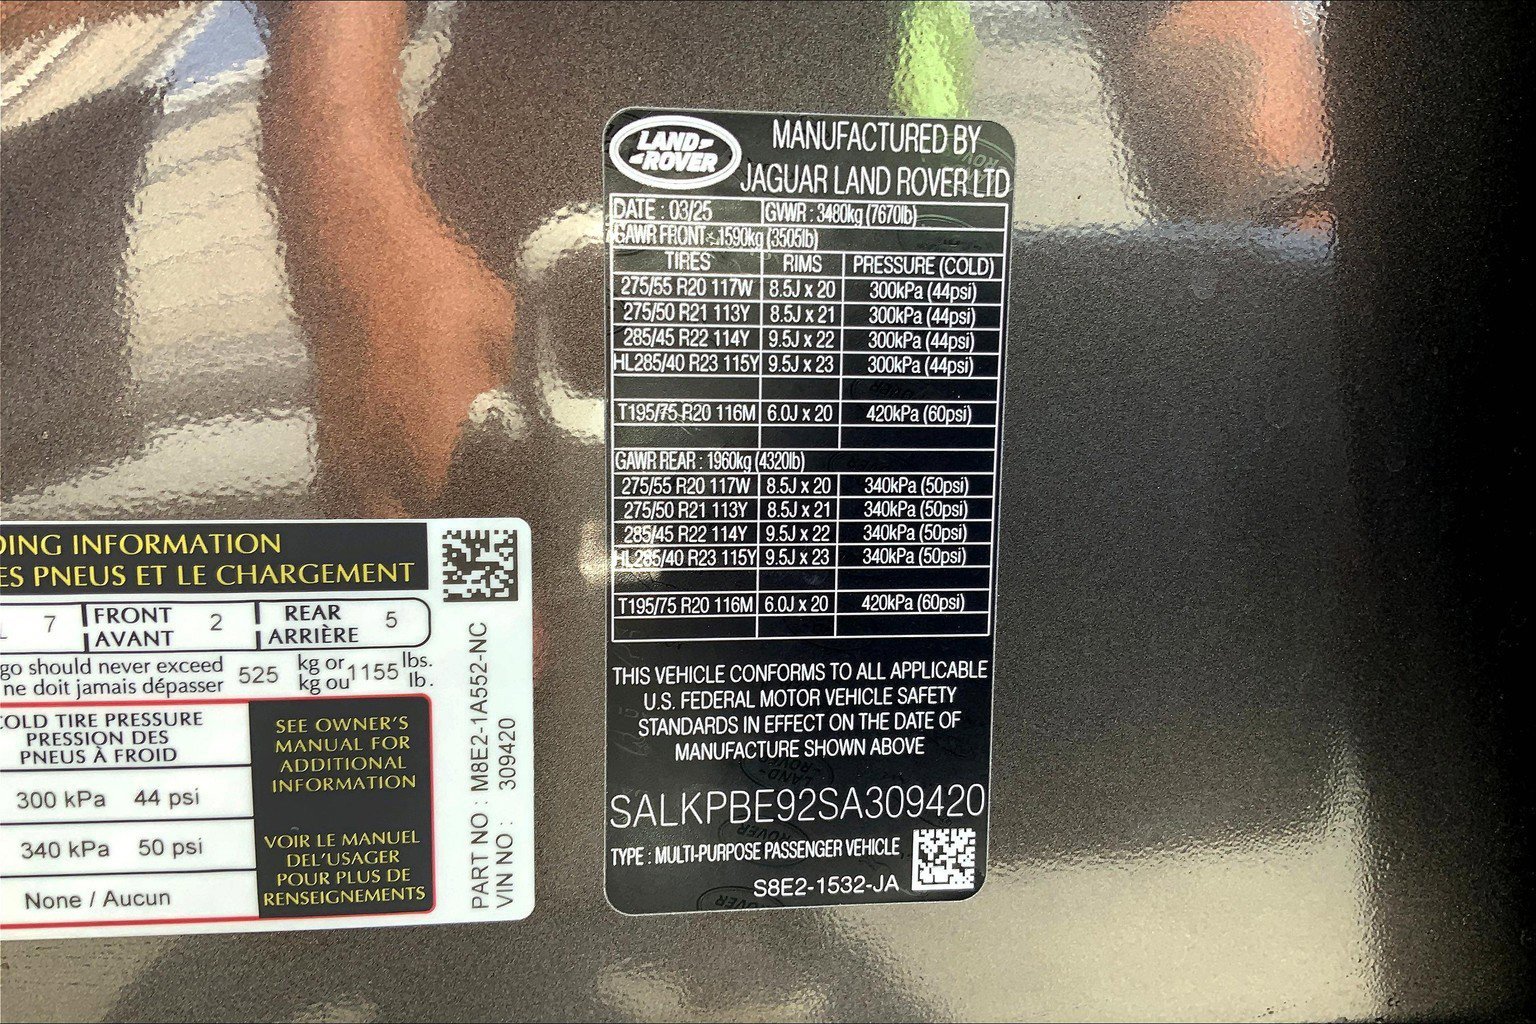 LAND-
-ROVER
MANUFACTURED BY
JAGUAR LAND ROVER LTD
DATE : 03/25 GVWR : 3480kg (7670lb)
GAWR FRONT : 1590kg (3505lb)
TIRES RIMS PRESSURE (COLD)
275/55 R20 117W 8.5J x 20 300kPa (44psi)
275/50 R21 113Y 8.5J x 21 300kPa (44psi)
285/45 R22 114Y 9.5J x 22 300kPa (44psi)
HL285/40 R23 115Y 9.5J x 23 300kPa (44psi)
T195/75 R20 116M 6.0J x 20 420kPa (60psi)
GAWR REAR : 1960kg (4320lb)
275/55 R20 117W 8.5J x 20 340kPa (50psi)
275/50 R21 113Y 8.5J x 21 340kPa (50psi)
285/45 R22 114Y 9.5J x 22 340kPa (50psi)
HL285/40 R23 115Y 9.5J x 23 340kPa (50psi)
T195/75 R20 116M 6.0J x 20 420kPa (60psi)
THIS VEHICLE CONFORMS TO ALL APPLICABLE
U.S. FEDERAL MOTOR VEHICLE SAFETY
STANDARDS IN EFFECT ON THE DATE OF
MANUFACTURE SHOWN ABOVE
SALKPBE92SA309420
TYPE : MULTI-PURPOSE PASSENGER VEHICLE
S8E2-1532-JA
DING INFORMATION
ES PNEUS ET LE CHARGEMENT
7 FRONT 2 REAR 5
AVANT ARRIÈRE
go should never exceed 525 kg or 1155 lbs.
ne doit jamais dépasser kg ou lb.
COLD TIRE PRESSURE
PRESSION DES
PNEUS À FROID
300 kPa 44 psi
340 kPa 50 psi
None / Aucun
SEE OWNER'S
MANUAL FOR
ADDITIONAL
INFORMATION
VOIR LE MANUEL
DEL'USAGER
POUR PLUS DE
RENSEIGNEMENTS
PART NO : M8E2-1A552-NC
VIN NO : 309420